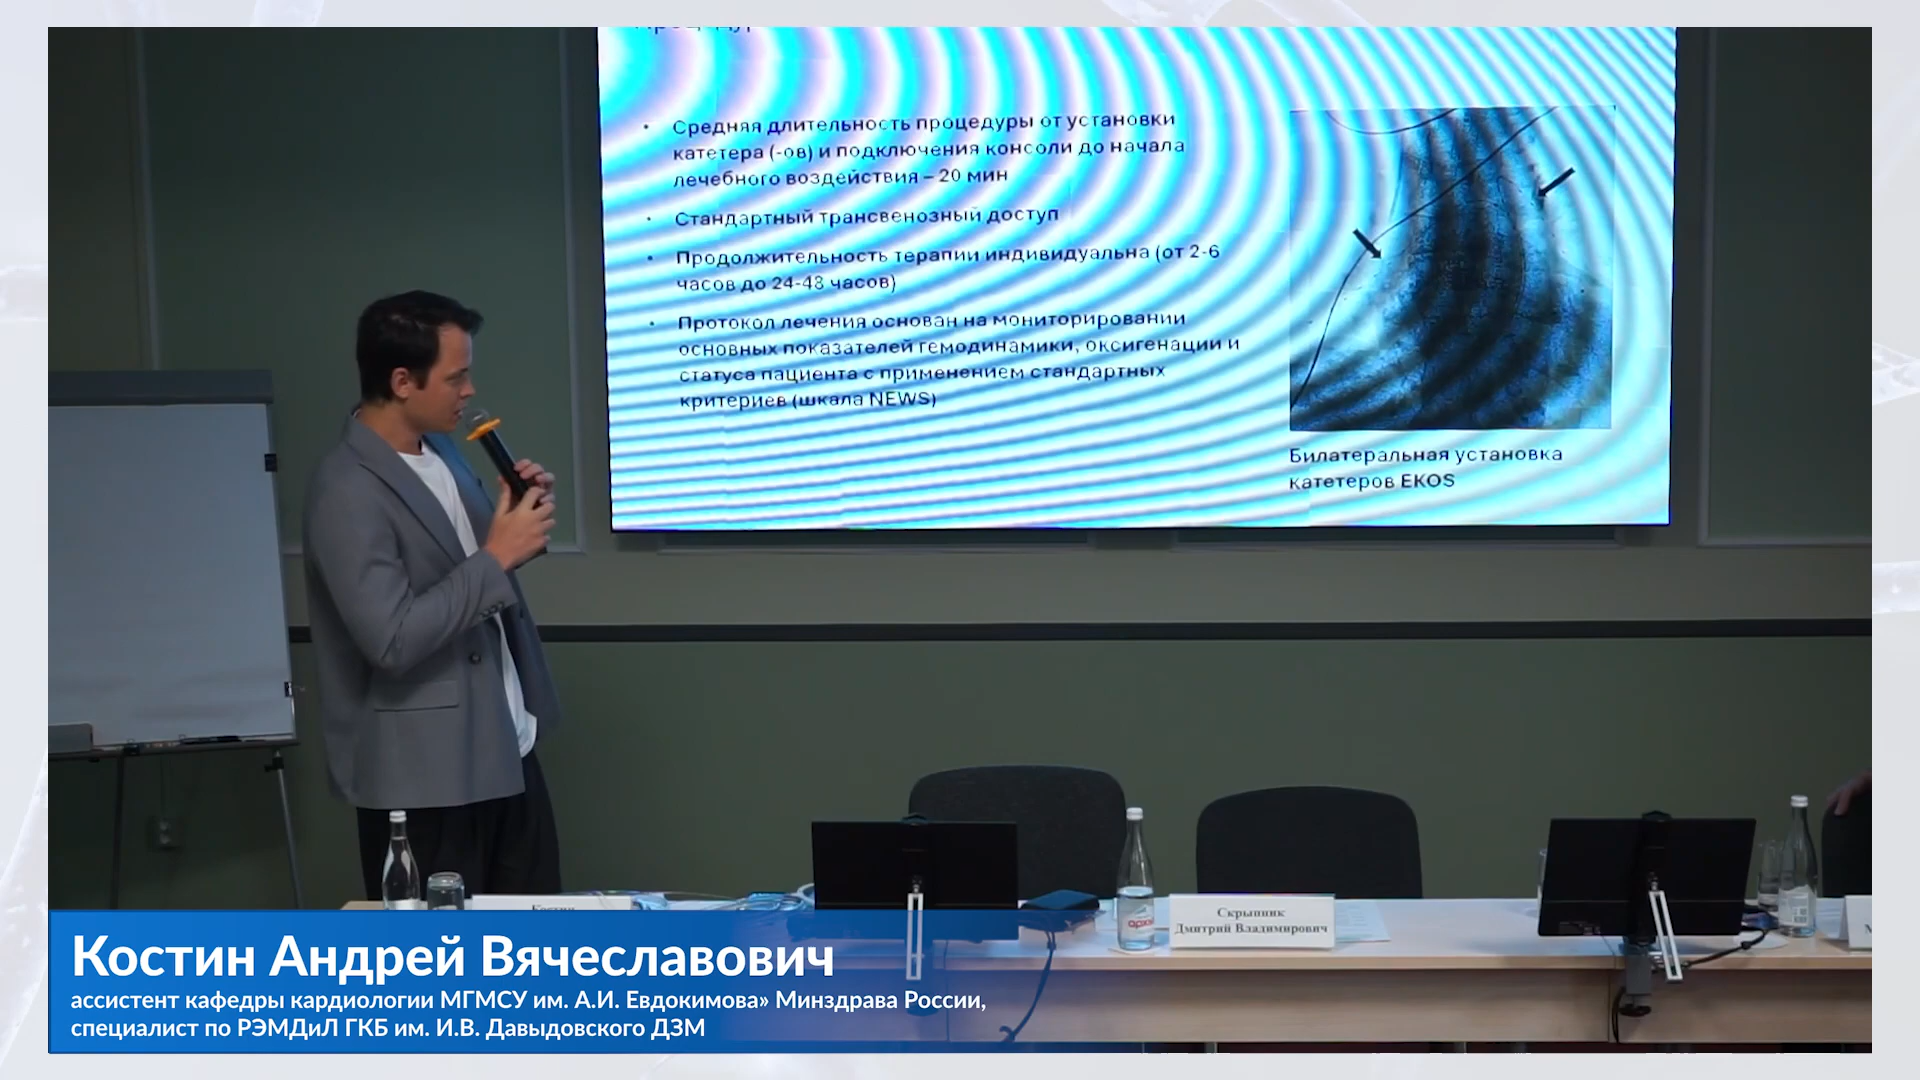 Средняя длительность процедуры от установки
катетера (-ов) и подключения консоли до начала
лечебного воздействия – 20 мин
Стандартный трансвенозный доступ
Продолжительность терапии индивидуальна (от 2-6
часов до 24-48 часов)
Протокол лечения основан на мониторировании
основных показателей гемодинамики, оксигенации и
статуса пациента с применением стандартных
критериев (шкала NEWS)
Билатеральная установка
катетеров EKOS
Костин
Скрыпник
Дмитрий Владимирович
Костин Андрей Вячеславович
ассистент кафедры кардиологии МГМСУ им. А.И. Евдокимова» Минздрава России,
специалист по РЭМДиЛ ГКБ им. И.В. Давыдовского ДЗМ